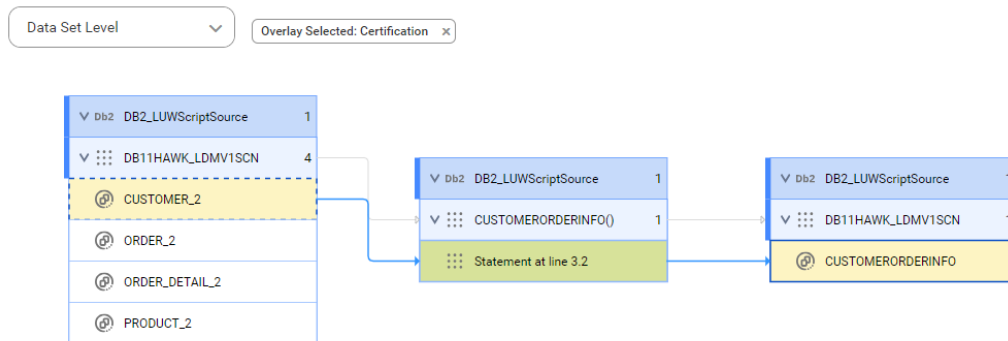 Data Set Level
Overlay Selected: Certification ×
Db2 DB2_LUWScriptSource 1
DB11HAWK_LDMV1SCN 4
CUSTOMER_2
ORDER_2
ORDER_DETAIL_2
PRODUCT_2
Db2 DB2_LUWScriptSource 1
CUSTOMERORDERINFO() 1
Statement at line 3.2
Db2 DB2_LUWScriptSource
DB11HAWK_LDMV1SCN
CUSTOMERORDERINFO